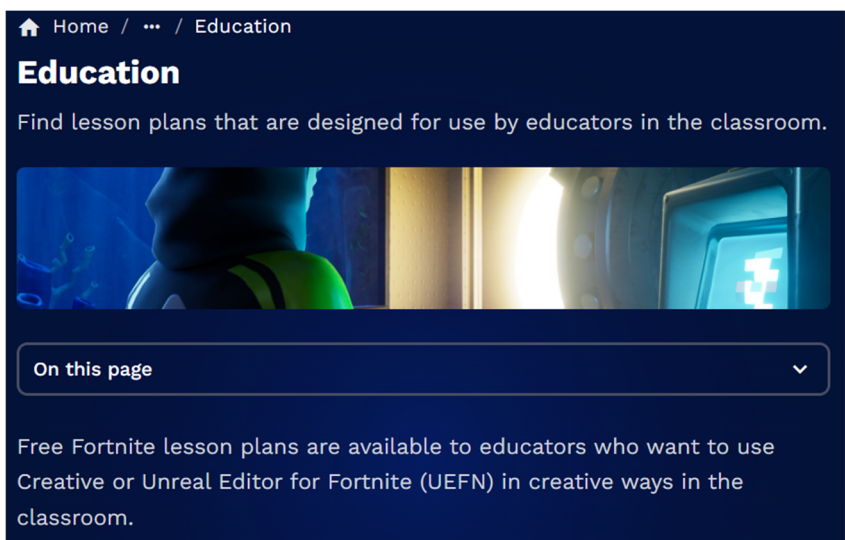 Home / ··· / Education
Education
Find lesson plans that are designed for use by educators in the classroom.
On this page
Free Fortnite lesson plans are available to educators who want to use
Creative or Unreal Editor for Fortnite (UEFN) in creative ways in the
classroom.